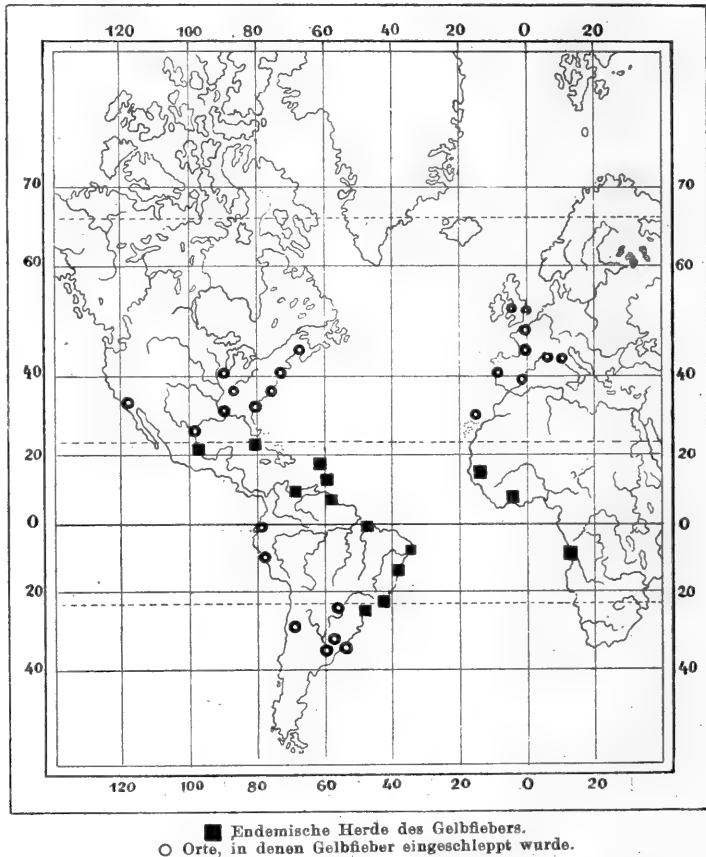 120 100 80 60 40 20 0 20
70 70
60 60
40 40
20 20
0 0
20 20
40 40
120 100 80 60 40 20 0 20
Endemische Herde des Gelbfiebers.
Orte, in denen Gelbfieber eingeschleppt wurde.